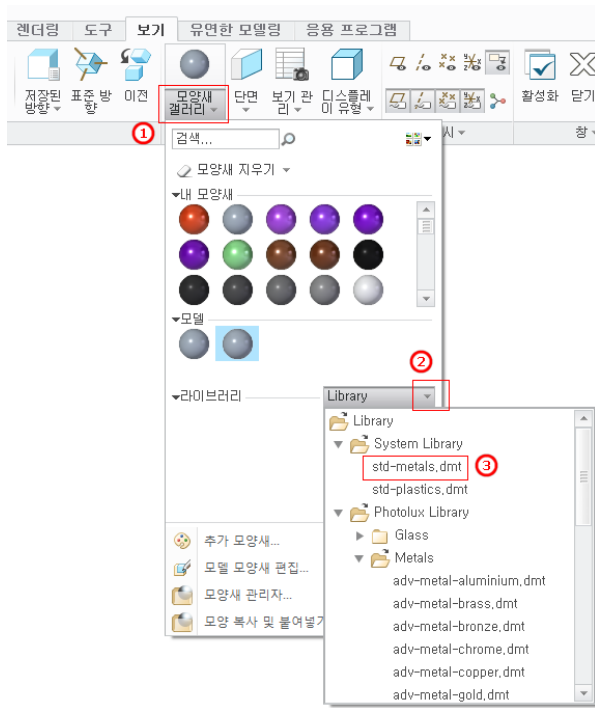 렌더링 도구 보기 유연한 모델링 응용 프로그램
저장된 방향 표준 방향 이전 모양새 갤러리 단면 보기 관리 디스플레이 유형 활성화 닫기
① 시 창
검색...
모양새 지우기
내 모양새
모델
②
라이브러리 Library
Library
System Library
std-metals.dmt ③
std-plastics.dmt
Photolux Library
Glass
Metals
adv-metal-aluminium.dmt
adv-metal-brass.dmt
adv-metal-bronze.dmt
adv-metal-chrome.dmt
adv-metal-copper.dmt
adv-metal-gold.dmt
추가 모양새...
모델 모양새 편집...
모양새 관리자...
모양 복사 및 붙여넣기